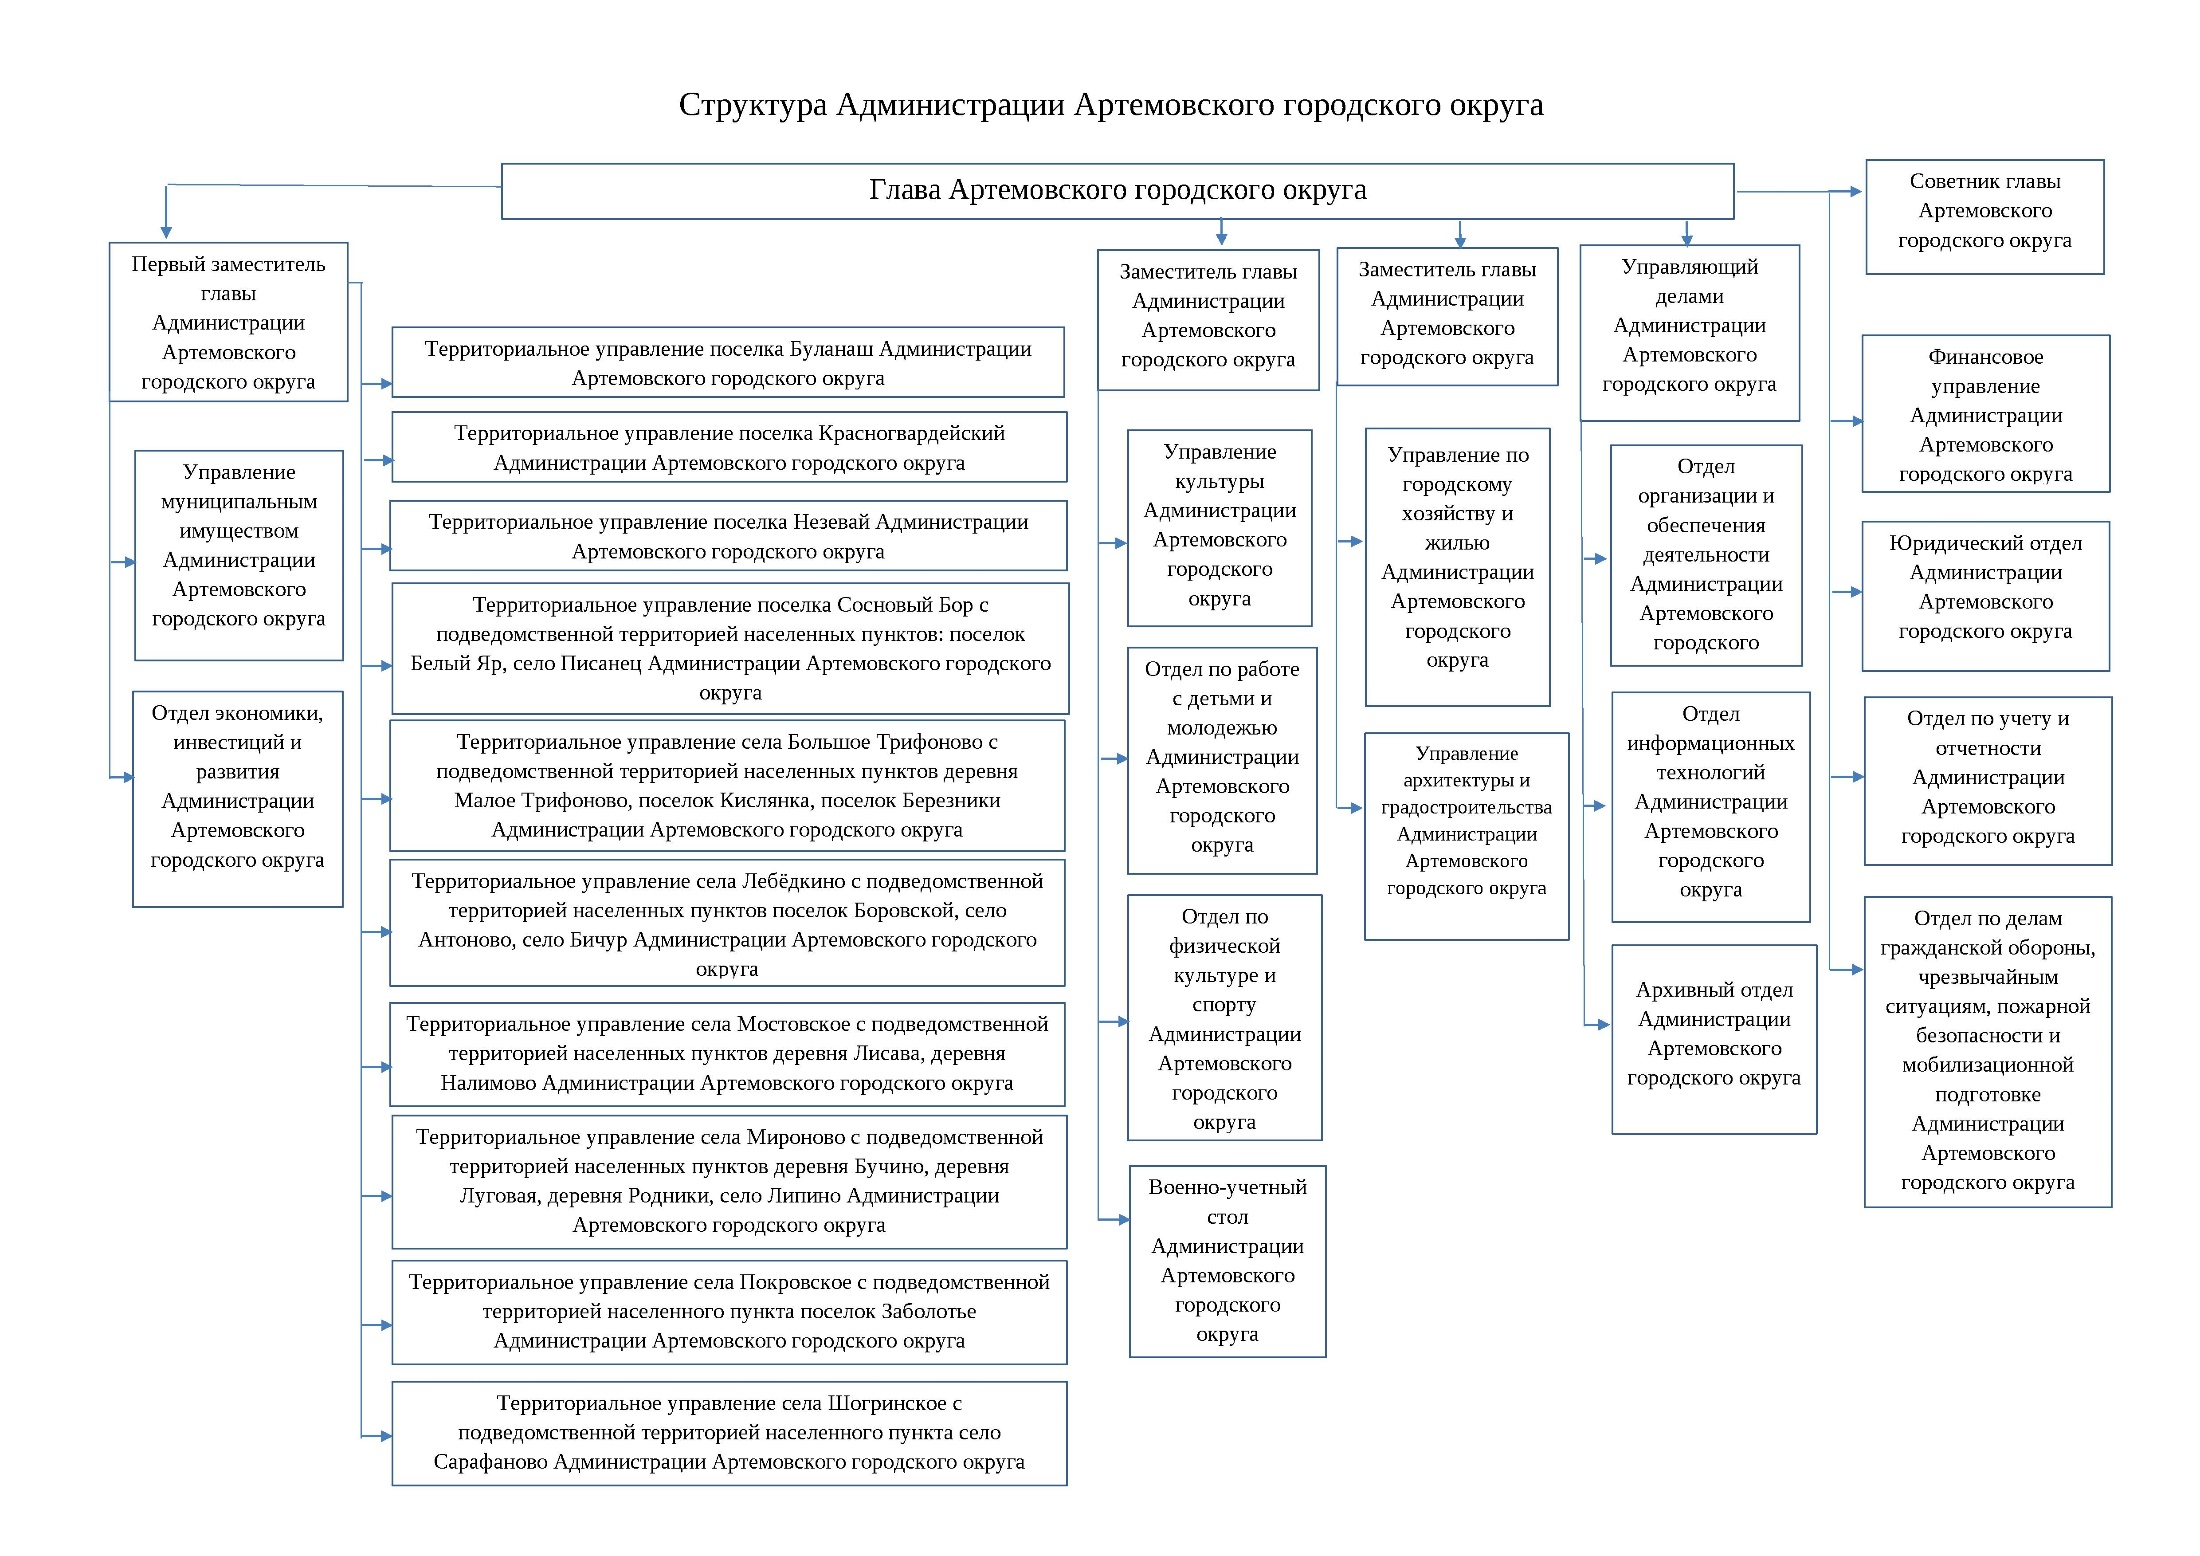 Структура Администрации Артемовского городского округа
Глава Артемовского городского округа
Советник главы
Артемовского
городского округа
Первый заместитель
главы
Администрации
Артемовского
городского округа
Управление
муниципальным
имуществом
Администрации
Артемовского
городского округа
Отдел экономики,
инвестиций и
развития
Администрации
Артемовского
городского округа
Территориальное управление поселка Буланаш Администрации
Артемовского городского округа
Территориальное управление поселка Красногвардейский
Администрации Артемовского городского округа
Территориальное управление поселка Незевай Администрации
Артемовского городского округа
Территориальное управление поселка Сосновый Бор с
подведомственной территорией населенных пунктов: поселок
Белый Яр, село Писанец Администрации Артемовского городского
округа
Территориальное управление села Большое Трифоново с
подведомственной территорией населенных пунктов деревня
Малое Трифоново, поселок Кислянка, поселок Березники
Администрации Артемовского городского округа
Территориальное управление села Лебёдкино с подведомственной
территорией населенных пунктов поселок Боровской, село
Антоново, село Бичур Администрации Артемовского городского
округа
Территориальное управление села Мостовское с подведомственной
территорией населенных пунктов деревня Лисава, деревня
Налимово Администрации Артемовского городского округа
Территориальное управление села Мироново с подведомственной
территорией населенных пунктов деревня Бучино, деревня
Луговая, деревня Родники, село Липино Администрации
Артемовского городского округа
Территориальное управление села Покровское с подведомственной
территорией населенного пункта поселок Заболотье
Администрации Артемовского городского округа
Территориальное управление села Шогринское с
подведомственной территорией населенного пункта село
Сарафаново Администрации Артемовского городского округа
Заместитель главы
Администрации
Артемовского
городского округа
Управление
культуры
Администрации
Артемовского
городского
округа
Отдел по работе
с детьми и
молодежью
Администрации
Артемовского
городского
округа
Отдел по
физической
культуре и
спорту
Администрации
Артемовского
городского
округа
Военно-учетный
стол
Администрации
Артемовского
городского
округа
Заместитель главы
Администрации
Артемовского
городского округа
Управление по
городскому
хозяйству и
жилью
Администрации
Артемовского
городского
округа
Управление
архитектуры и
градостроительства
Администрации
Артемовского
городского округа
Управляющий
делами
Администрации
Артемовского
городского округа
Отдел
организации и
обеспечения
деятельности
Администрации
Артемовского
городского
Отдел
информационных
технологий
Администрации
Артемовского
городского
округа
Архивный отдел
Администрации
Артемовского
городского округа
Финансовое
управление
Администрации
Артемовского
городского округа
Юридический отдел
Администрации
Артемовского
городского округа
Отдел по учету и
отчетности
Администрации
Артемовского
городского округа
Отдел по делам
гражданской обороны,
чрезвычайным
ситуациям, пожарной
безопасности и
мобилизационной
подготовке
Администрации
Артемовского
городского округа